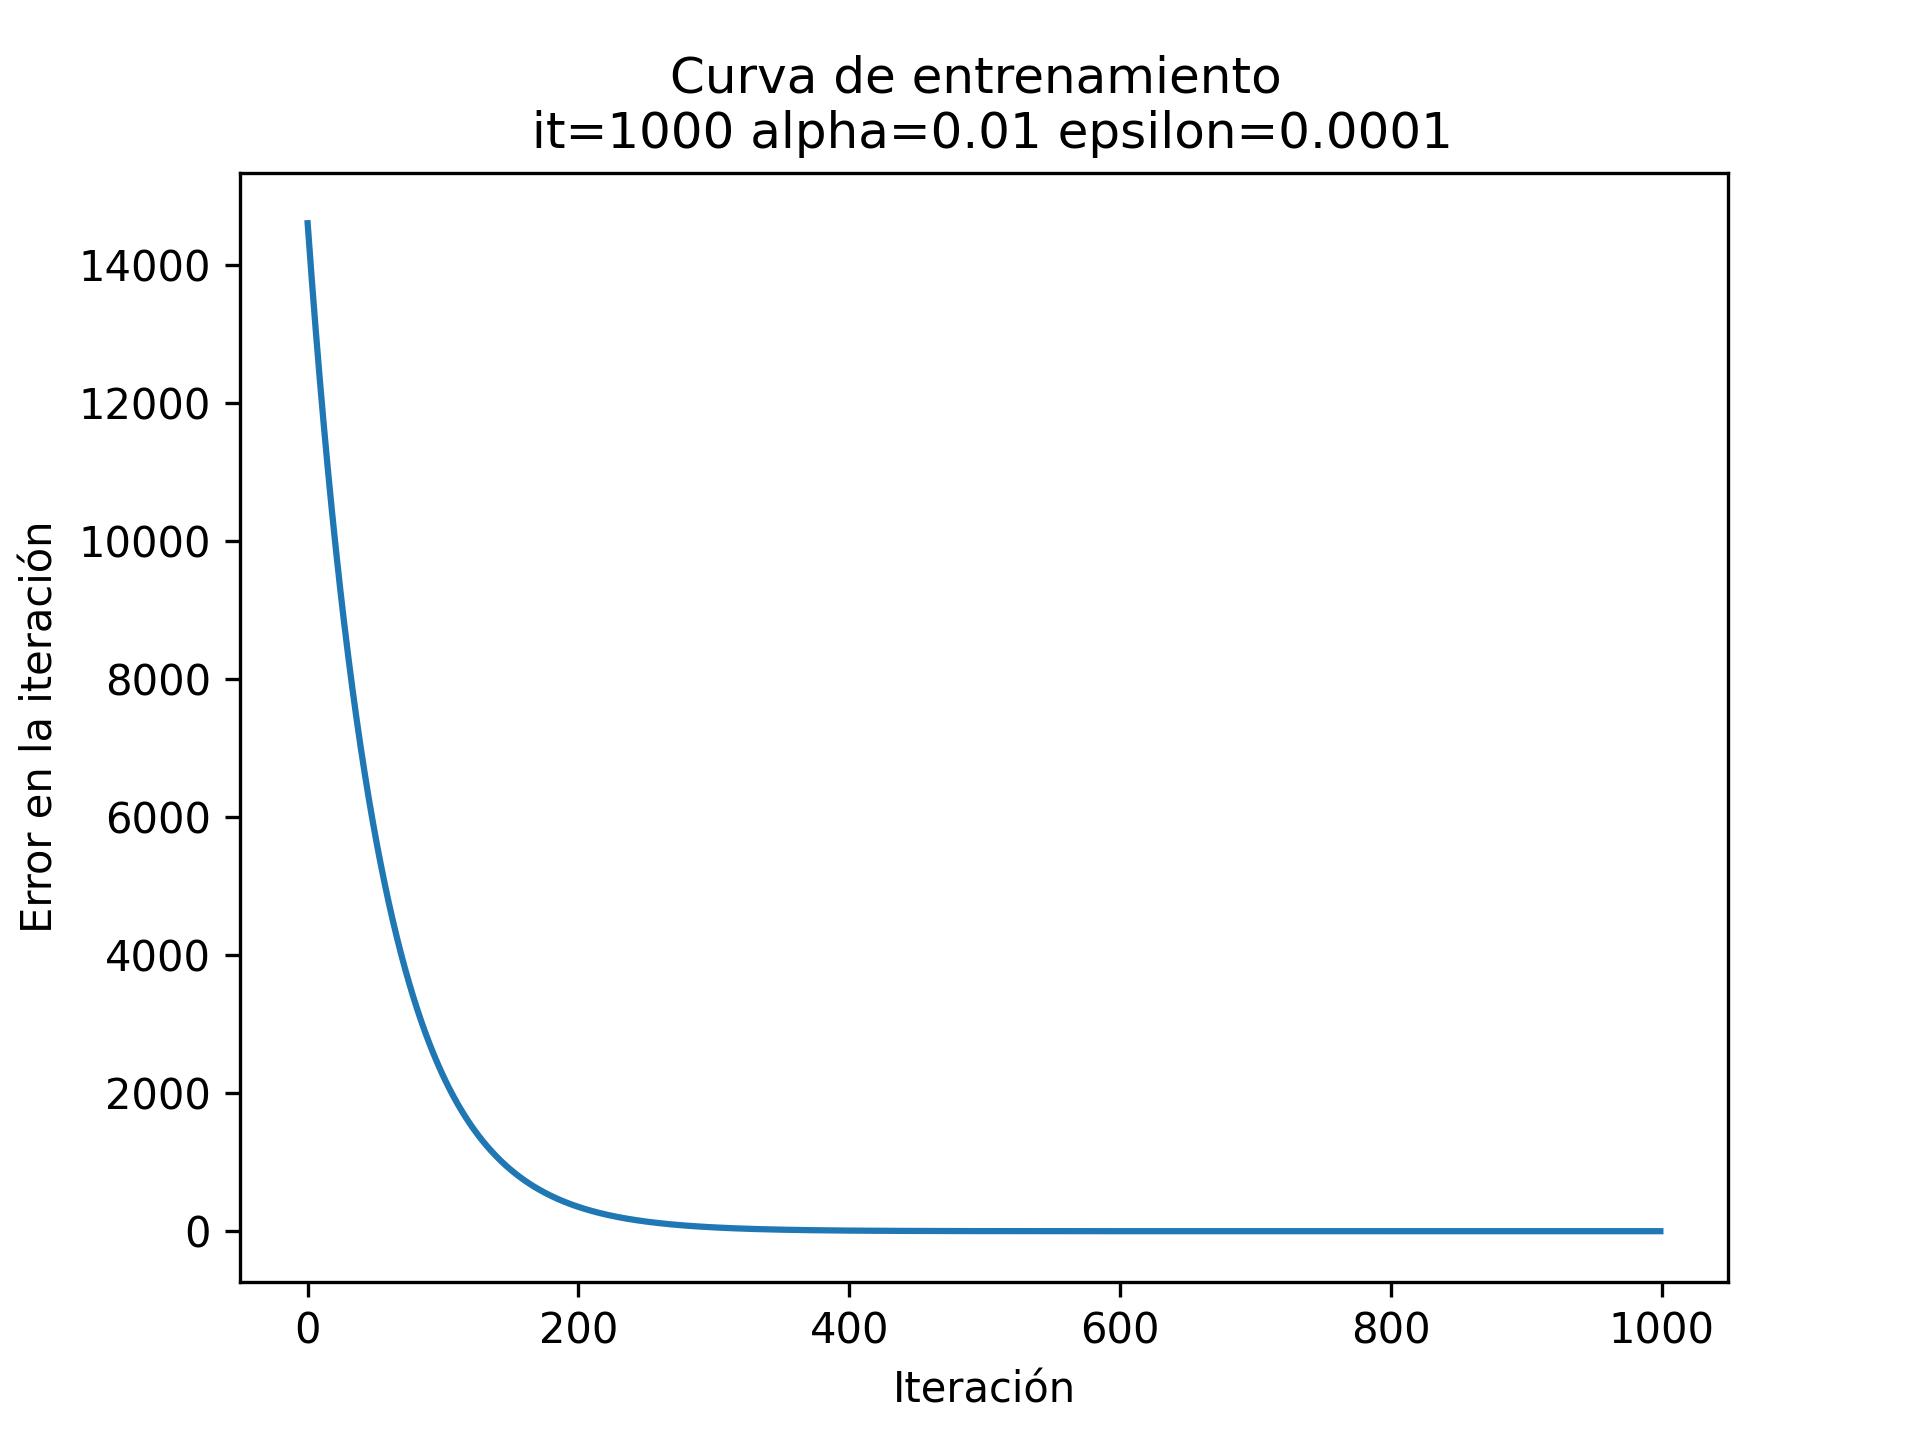 Curva de entrenamiento
it=1000 alpha=0.01 epsilon=0.0001
14000
12000
10000
8000
6000
4000
2000
0
Error en la iteración
0 200 400 600 800 1000
Iteración